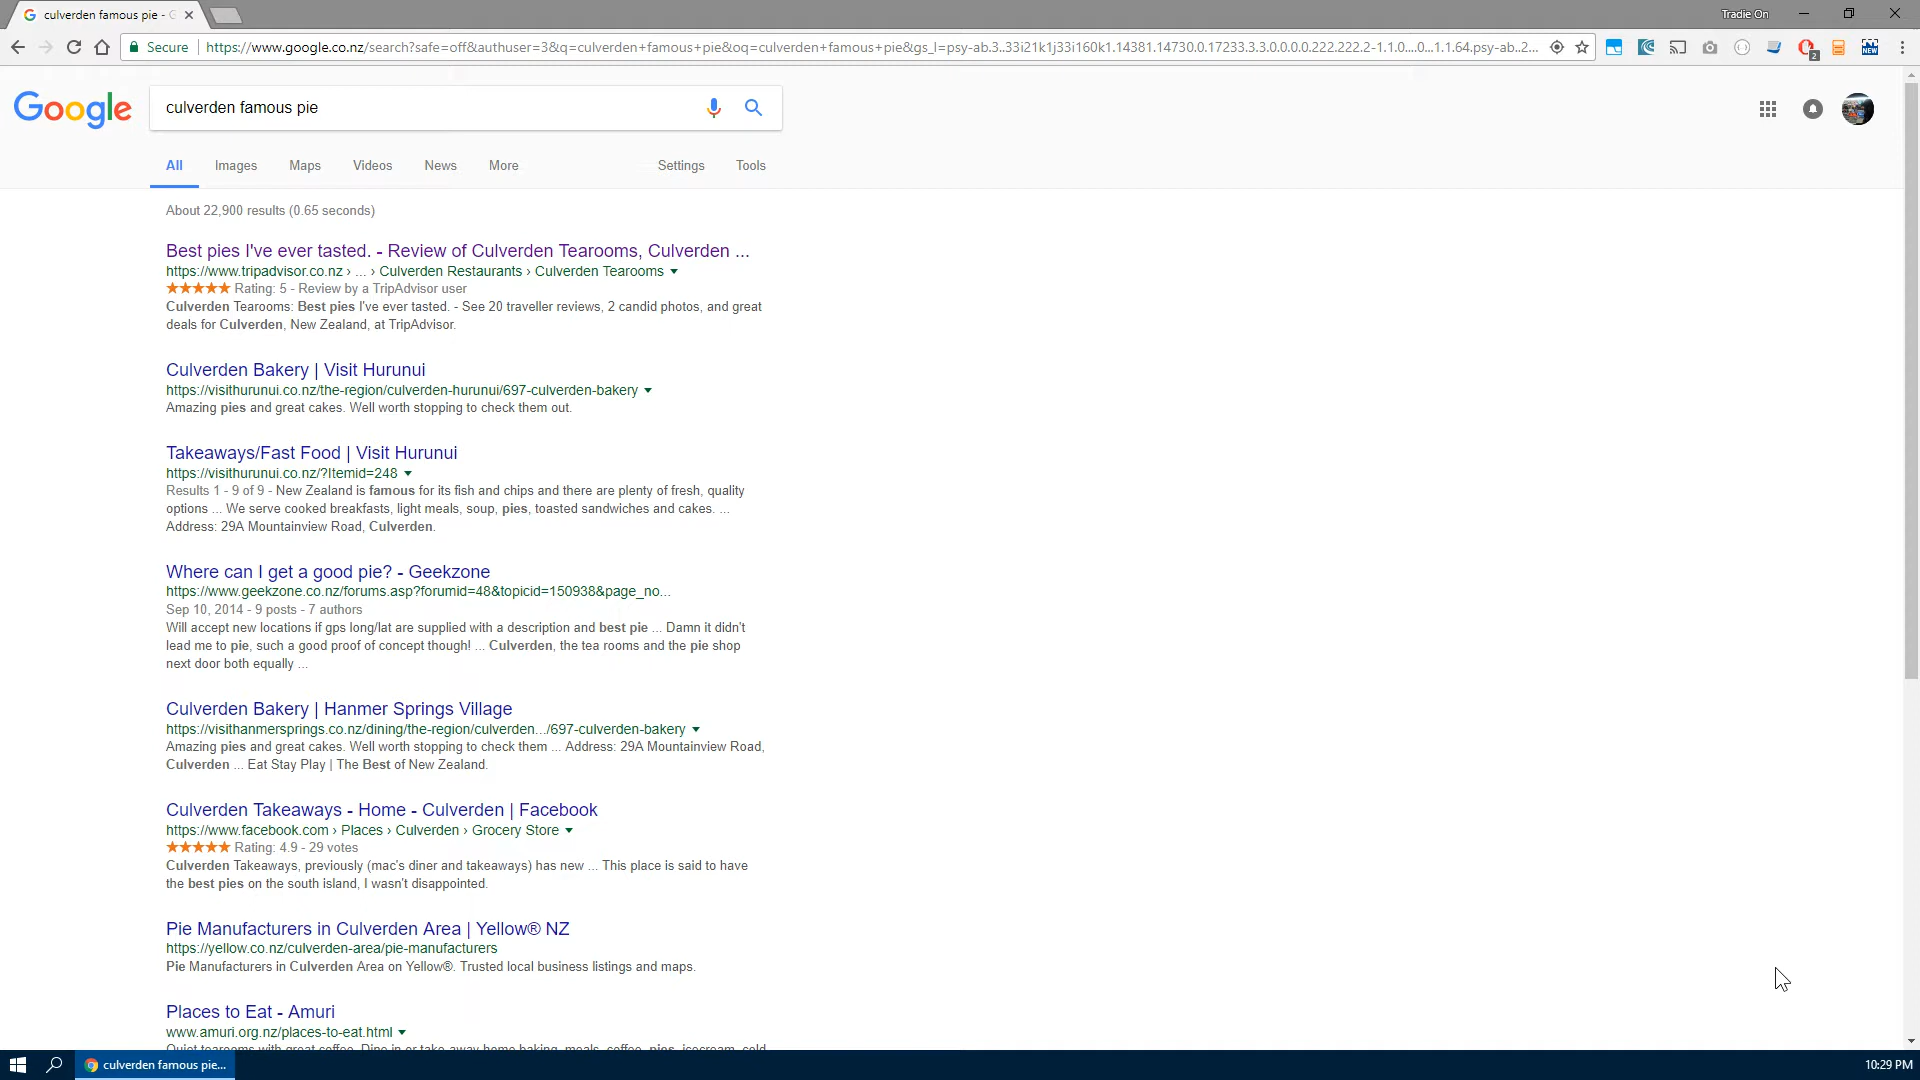 culverden famous pie - G
Tradie On
Secure
https://www.google.co.nz/search?safe=off&authuser=3&q=culverden+famous+pie&oq=culverden+famous+pie&gs_l=psy-ab.3..33i21k1j33i160k1.14381.14730.0.17233.3.3.0.0.0.0.222.222.2-1.1.0....0...1.1.64.psy-ab..2...
2
NEW
Google
culverden famous pie
All Images Maps Videos News More Settings Tools
About 22,900 results (0.65 seconds)
Best pies I've ever tasted. - Review of Culverden Tearooms, Culverden ...
https://www.tripadvisor.co.nz › ... › Culverden Restaurants › Culverden Tearooms
Rating: 5 - Review by a TripAdvisor user
Culverden Tearooms: Best pies I've ever tasted. - See 20 traveller reviews, 2 candid photos, and great
deals for Culverden, New Zealand, at TripAdvisor.
Culverden Bakery | Visit Hurunui
https://visithurunui.co.nz/the-region/culverden-hurunui/697-culverden-bakery
Amazing pies and great cakes. Well worth stopping to check them out.
Takeaways/Fast Food | Visit Hurunui
https://visithurunui.co.nz/?Itemid=248
Results 1 - 9 of 9 - New Zealand is famous for its fish and chips and there are plenty of fresh, quality
options ... We serve cooked breakfasts, light meals, soup, pies, toasted sandwiches and cakes. ...
Address: 29A Mountainview Road, Culverden.
Where can I get a good pie? - Geekzone
https://www.geekzone.co.nz/forums.asp?forumid=48&topicid=150938&page_no...
Sep 10, 2014 - 9 posts - 7 authors
Will accept new locations if gps long/lat are supplied with a description and best pie ... Damn it didn't
lead me to pie, such a good proof of concept though! ... Culverden, the tea rooms and the pie shop
next door both equally ...
Culverden Bakery | Hanmer Springs Village
https://visithanmersprings.co.nz/dining/the-region/culverden.../697-culverden-bakery
Amazing pies and great cakes. Well worth stopping to check them ... Address: 29A Mountainview Road,
Culverden ... Eat Stay Play | The Best of New Zealand.
Culverden Takeaways - Home - Culverden | Facebook
https://www.facebook.com › Places › Culverden › Grocery Store
Rating: 4.9 - 29 votes
Culverden Takeaways, previously (mac's diner and takeaways) has new ... This place is said to have
the best pies on the south island, I wasn't disappointed.
Pie Manufacturers in Culverden Area | Yellow® NZ
https://yellow.co.nz/culverden-area/pie-manufacturers
Pie Manufacturers in Culverden Area on Yellow®. Trusted local business listings and maps.
Places to Eat - Amuri
www.amuri.org.nz/places-to-eat.html
Quiet tearooms with great coffee. Dine in or take away home baking, meals, coffee, pies, icecream, cold
culverden famous pie...
10:29 PM